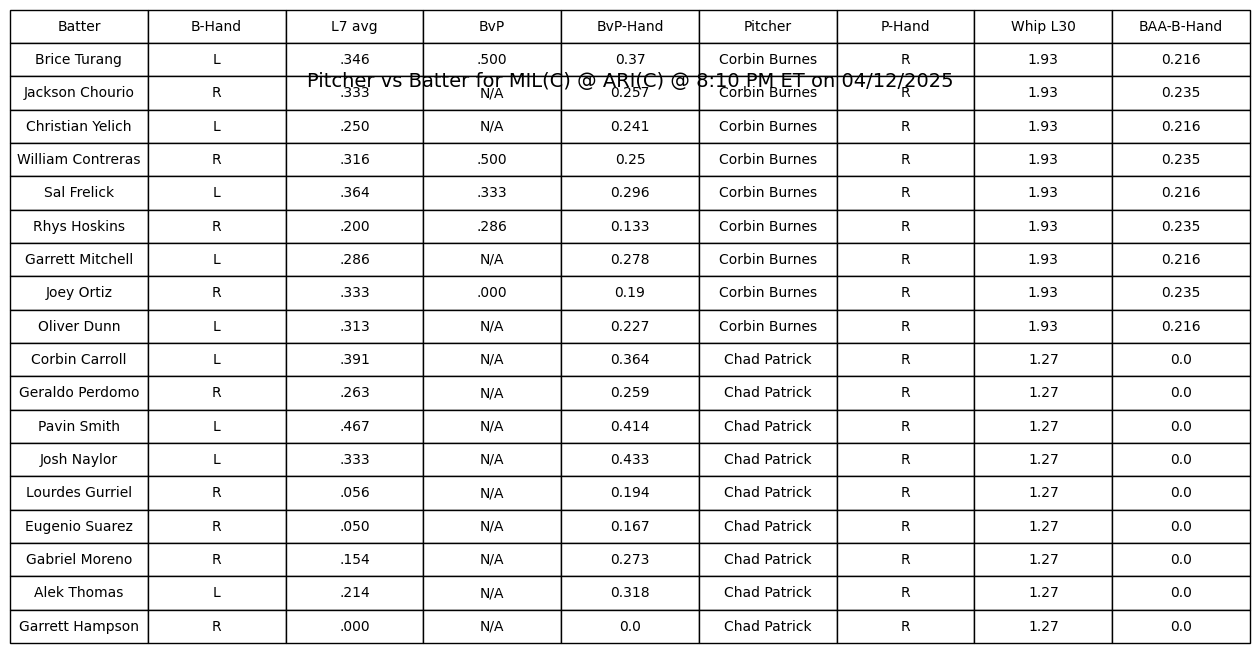 Batter B-Hand L7 avg BvP BvP-Hand Pitcher P-Hand Whip L30 BAA-B-Hand
Brice Turang L .346 .500 0.37 Corbin Burnes R 1.93 0.216
Pitcher vs Batter for MIL(C) @ ARI(C) @ 8:10 PM ET on 04/12/2025
Jackson Chourio R .333 N/A 0.257 Corbin Burnes R 1.93 0.235
Christian Yelich L .250 N/A 0.241 Corbin Burnes R 1.93 0.216
William Contreras R .316 .500 0.25 Corbin Burnes R 1.93 0.235
Sal Frelick L .364 .333 0.296 Corbin Burnes R 1.93 0.216
Rhys Hoskins R .200 .286 0.133 Corbin Burnes R 1.93 0.235
Garrett Mitchell L .286 N/A 0.278 Corbin Burnes R 1.93 0.216
Joey Ortiz R .333 .000 0.19 Corbin Burnes R 1.93 0.235
Oliver Dunn L .313 N/A 0.227 Corbin Burnes R 1.93 0.216
Corbin Carroll L .391 N/A 0.364 Chad Patrick R 1.27 0.0
Geraldo Perdomo R .263 N/A 0.259 Chad Patrick R 1.27 0.0
Pavin Smith L .467 N/A 0.414 Chad Patrick R 1.27 0.0
Josh Naylor L .333 N/A 0.433 Chad Patrick R 1.27 0.0
Lourdes Gurriel R .056 N/A 0.194 Chad Patrick R 1.27 0.0
Eugenio Suarez R .050 N/A 0.167 Chad Patrick R 1.27 0.0
Gabriel Moreno R .154 N/A 0.273 Chad Patrick R 1.27 0.0
Alek Thomas L .214 N/A 0.318 Chad Patrick R 1.27 0.0
Garrett Hampson R .000 N/A 0.0 Chad Patrick R 1.27 0.0